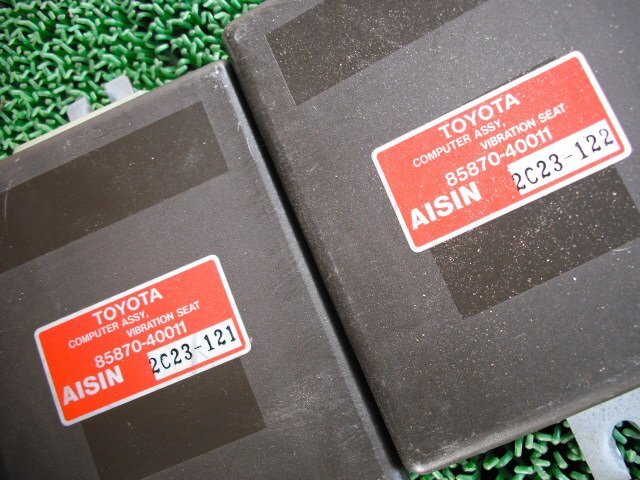 TOYOTA
COMPUTER ASSY,
VIBRATION SEAT
85870-40011
AISIN 2C23-121
TOYOTA
COMPUTER ASSY,
VIBRATION SEAT
85870-40011
AISIN 2C23-122